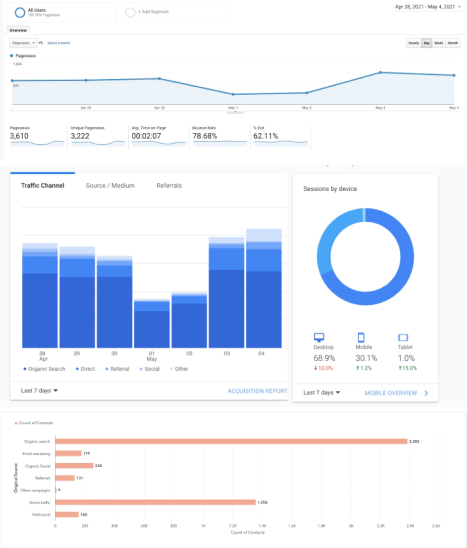 All Users
100.00% Pageviews
+ Add Segment
Apr 28, 2021 - May 4, 2021
Overview
Pageviews VS Select a metric
Hourly Day Week Month
Pageviews
1,000
500
Apr 29 Apr 30 May 1 May 2 May 3 May 4
Pageviews Unique Pageviews Avg. Time on Page Bounce Rate % Exit
3,610 3,222 00:02:07 78.68% 62.11%
Traffic Channel Source / Medium Referrals
28 29 30 01 02 03 04
Apr May
Organic Search Direct Referral Social Other
Last 7 days ACQUISITION REPORT
Sessions by device
Desktop Mobile Tablet
68.9% 30.1% 1.0%
10.0% 1.2% 15.0%
Last 7 days MOBILE OVERVIEW
Count of Contacts
Original Source
Organic search
Email marketing 179
Organic Social
Referrals 131
Other campaigns 9
Direct traffic
Paid social
0 200 400 600 800 1K 1.2K 1.4K 1.6K 1.8K 2K 2.2K 2.4K 2.6K
Count of Contacts